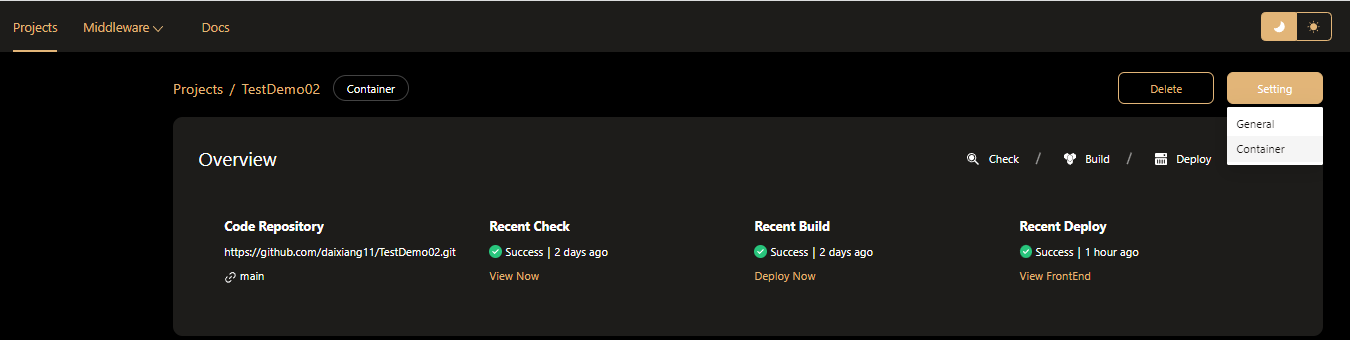 Projects Middleware Docs
Projects / TestDemo02 Container Delete Setting
General
Container
Overview Check / Build / Deploy
Code Repository Recent Check Recent Build Recent Deploy
https://github.com/daixiang11/TestDemo02.git Success | 2 days ago Success | 2 days ago Success | 1 hour ago
main View Now Deploy Now View FrontEnd